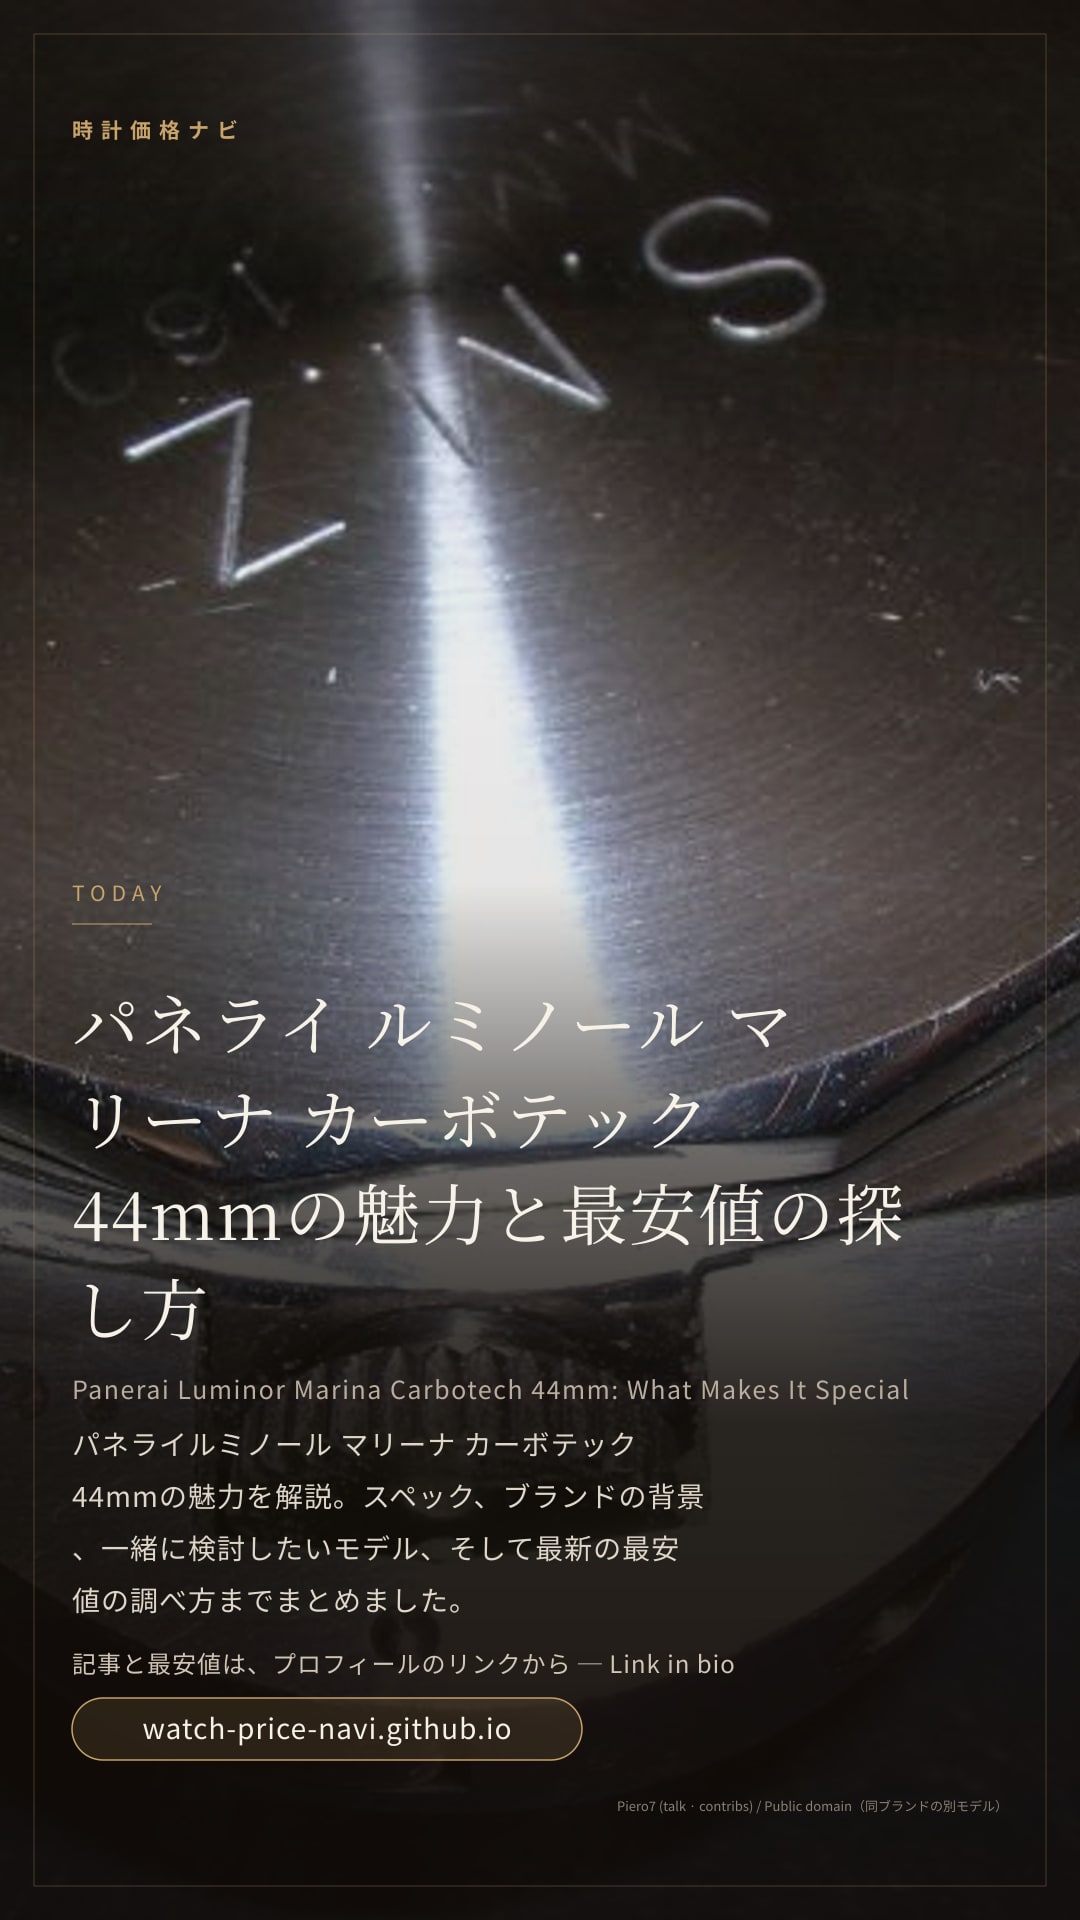 時計価格ナビ
TODAY
パネライ ルミノール マ
リーナ カーボテック
44mmの魅力と最安値の探
し方
Panerai Luminor Marina Carbotech 44mm: What Makes It Special
パネライルミノール マリーナ カーボテック
44mmの魅力を解説。スペック、ブランドの背景
、一緒に検討したいモデル、そして最新の最安
値の調べ方までまとめました。
記事と最安値は、プロフィールのリンクから — Link in bio
watch-price-navi.github.io
Piero7 (talk · contribs) / Public domain（同ブランドの別モデル）